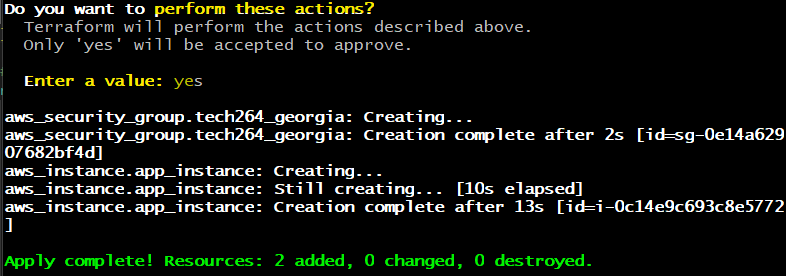 Do you want to perform these actions?
  Terraform will perform the actions described above.
  Only 'yes' will be accepted to approve.

  Enter a value: yes

aws_security_group.tech264_georgia: Creating...
aws_security_group.tech264_georgia: Creation complete after 2s [id=sg-0e14a629
07682bf4d]
aws_instance.app_instance: Creating...
aws_instance.app_instance: Still creating... [10s elapsed]
aws_instance.app_instance: Creation complete after 13s [id=i-0c14e9c693c8e5772
]

Apply complete! Resources: 2 added, 0 changed, 0 destroyed.